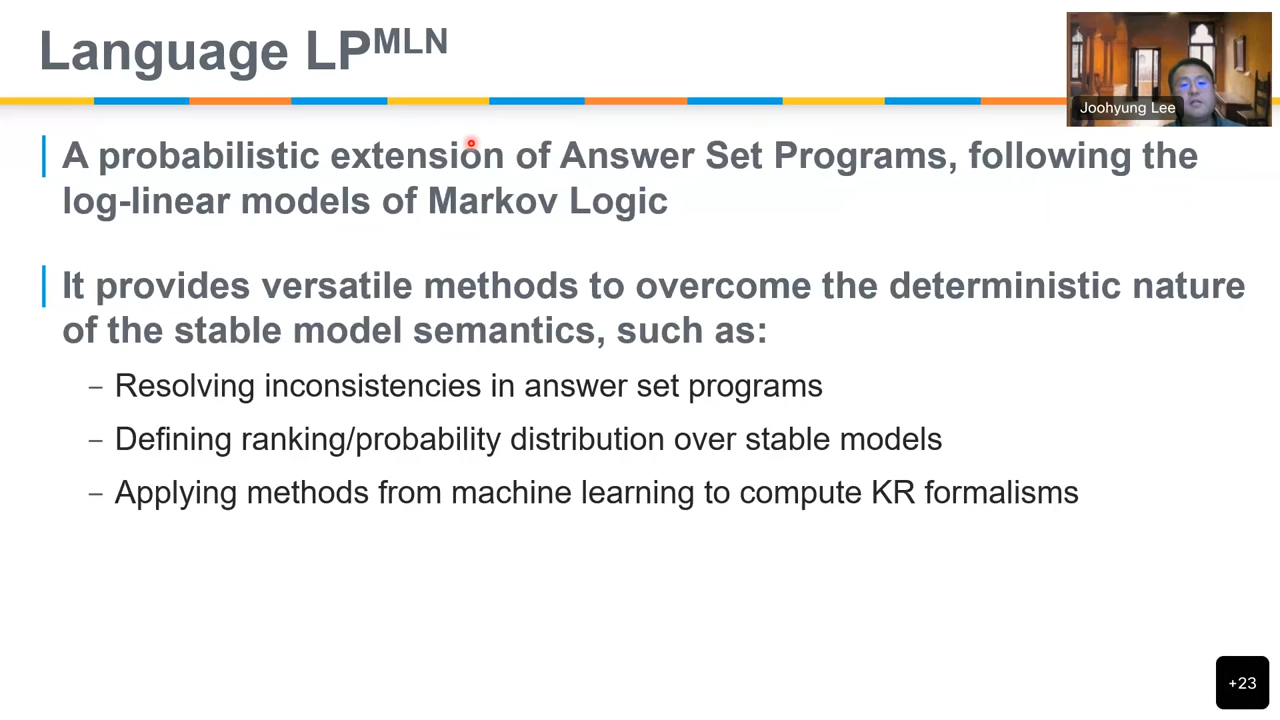 Language LPMLN
Joohyung Lee
A probabilistic extension of Answer Set Programs, following the
log-linear models of Markov Logic
It provides versatile methods to overcome the deterministic nature
of the stable model semantics, such as:
– Resolving inconsistencies in answer set programs
– Defining ranking/probability distribution over stable models
– Applying methods from machine learning to compute KR formalisms
+23